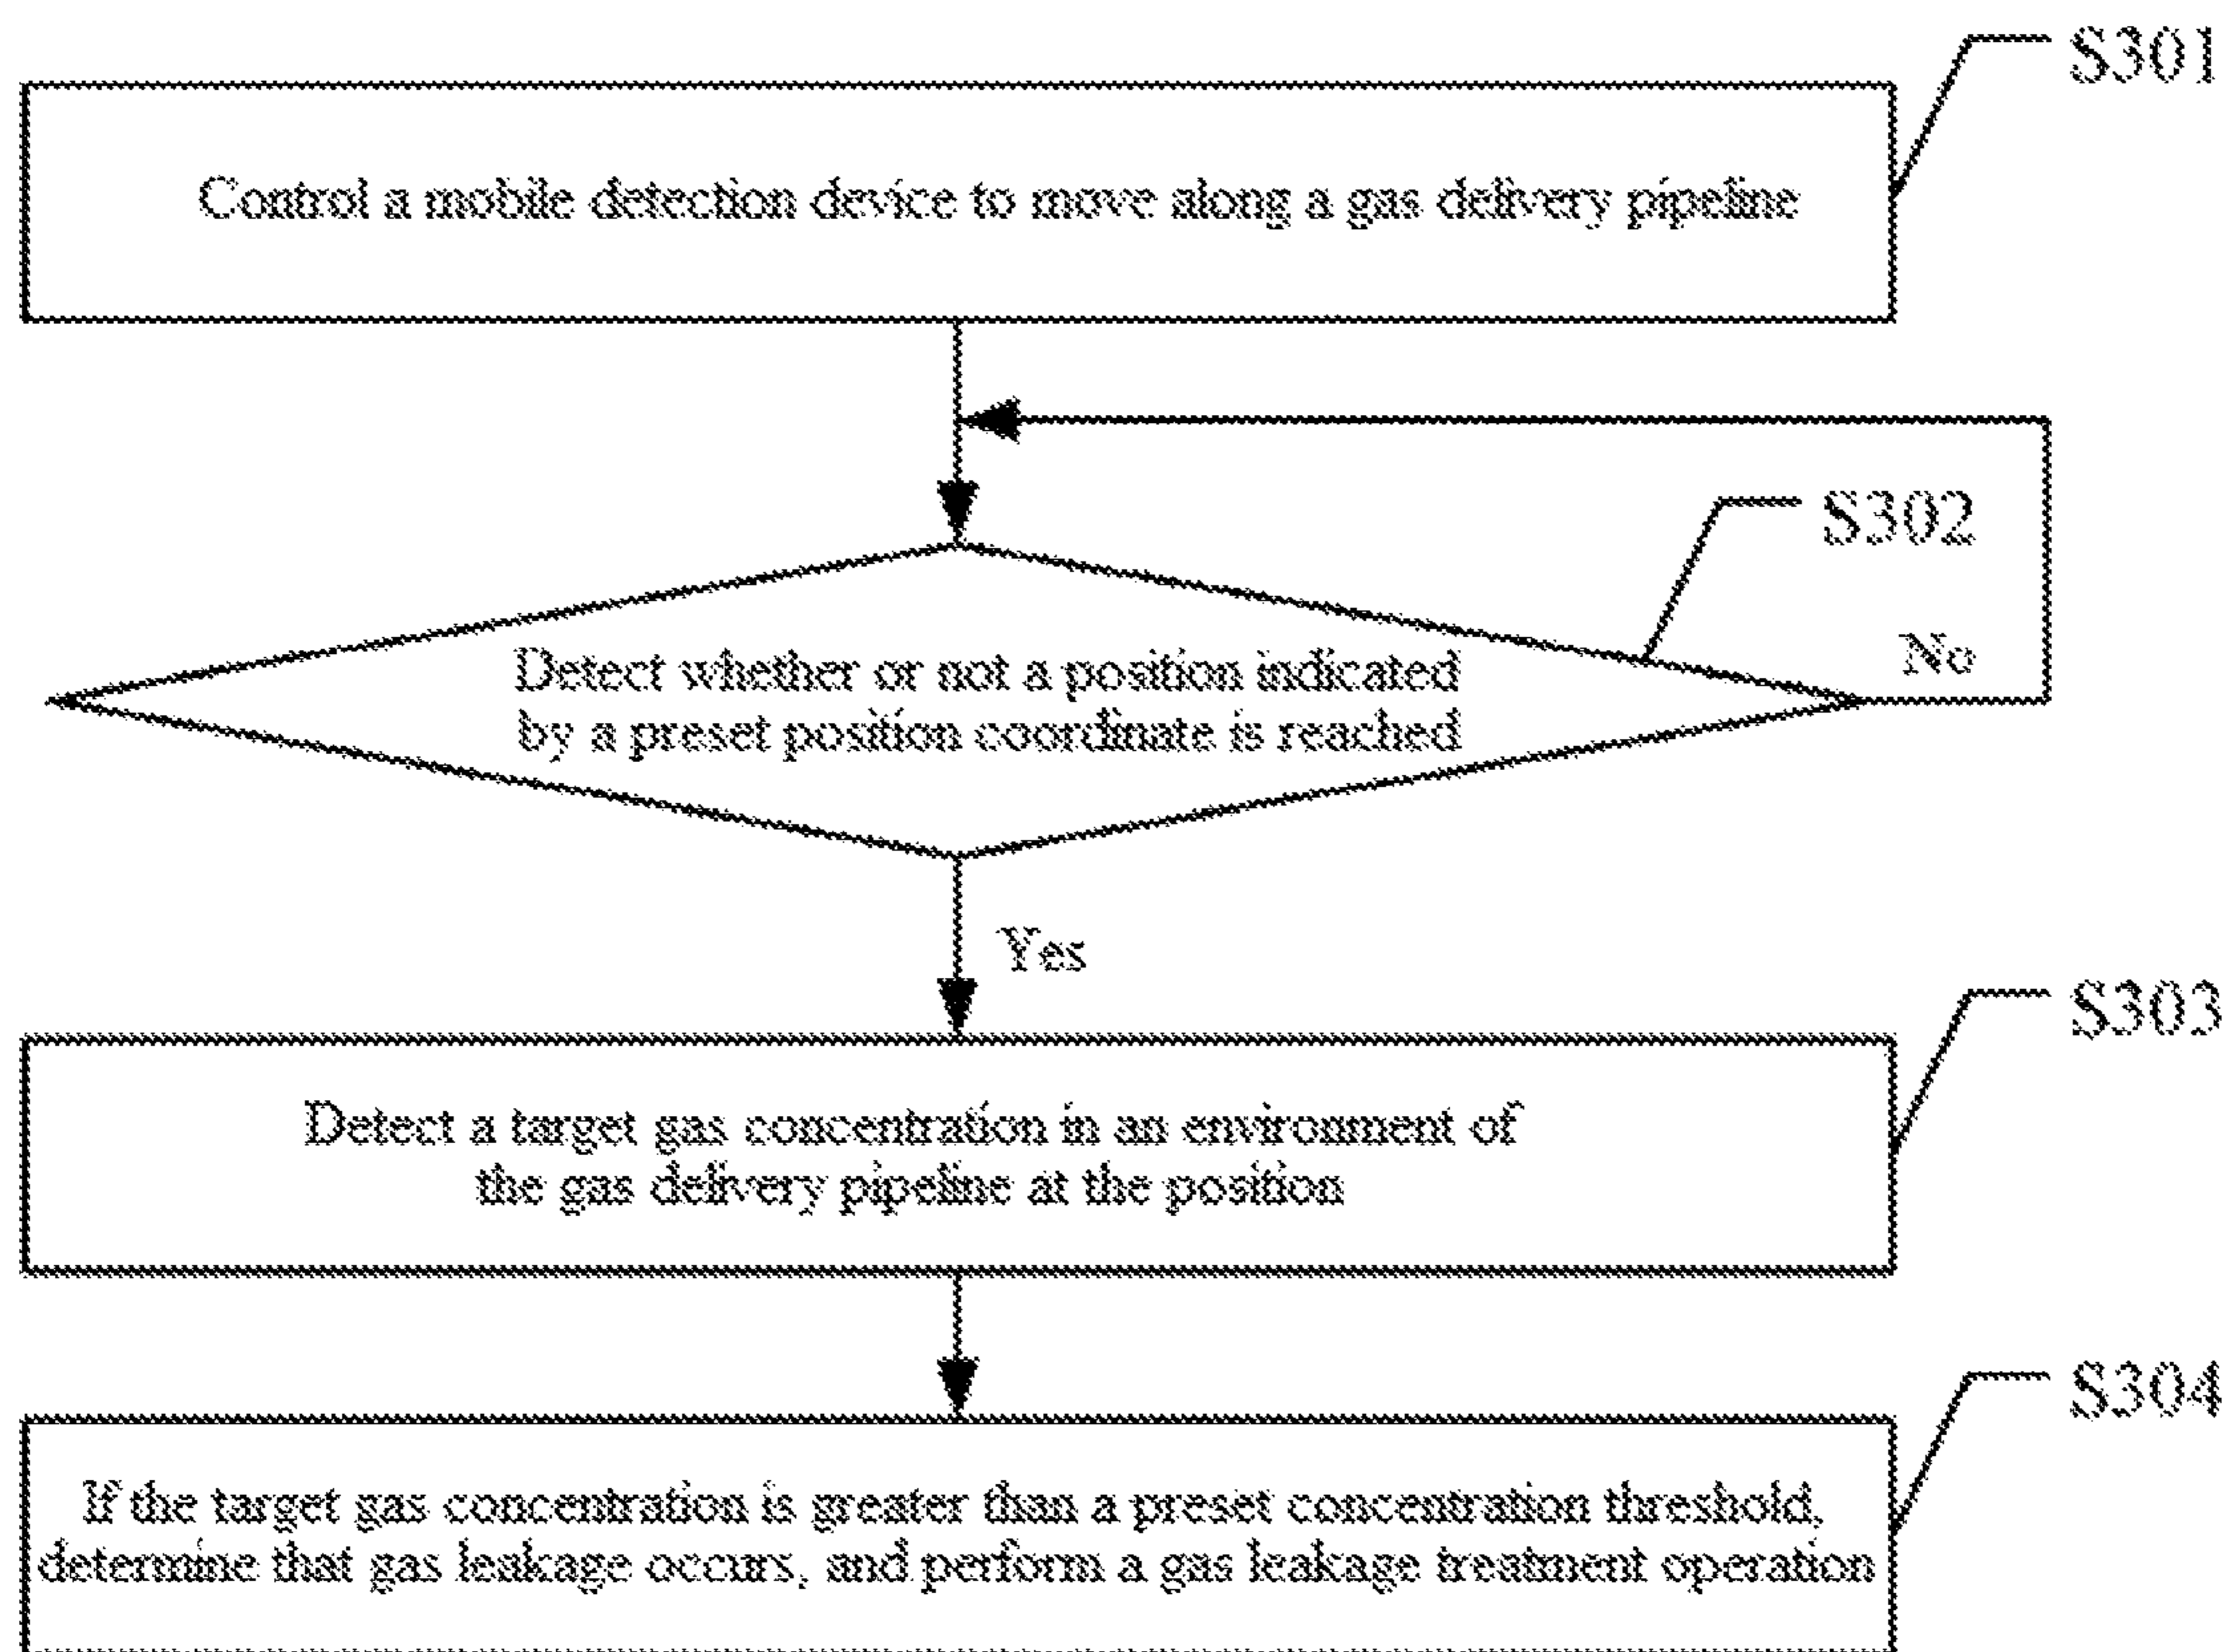 S301
Control a mobile detection device to move along a gas delivery pipeline
S302
No
Detect whether or not a position indicated
by a preset position coordinate is reached
Yes
S303
Detect a target gas concentration in an environment of
the gas delivery pipeline at the position
S304
If the target gas concentration is greater than a preset concentration threshold,
determine that gas leakage occurs, and perform a gas leakage treatment operation